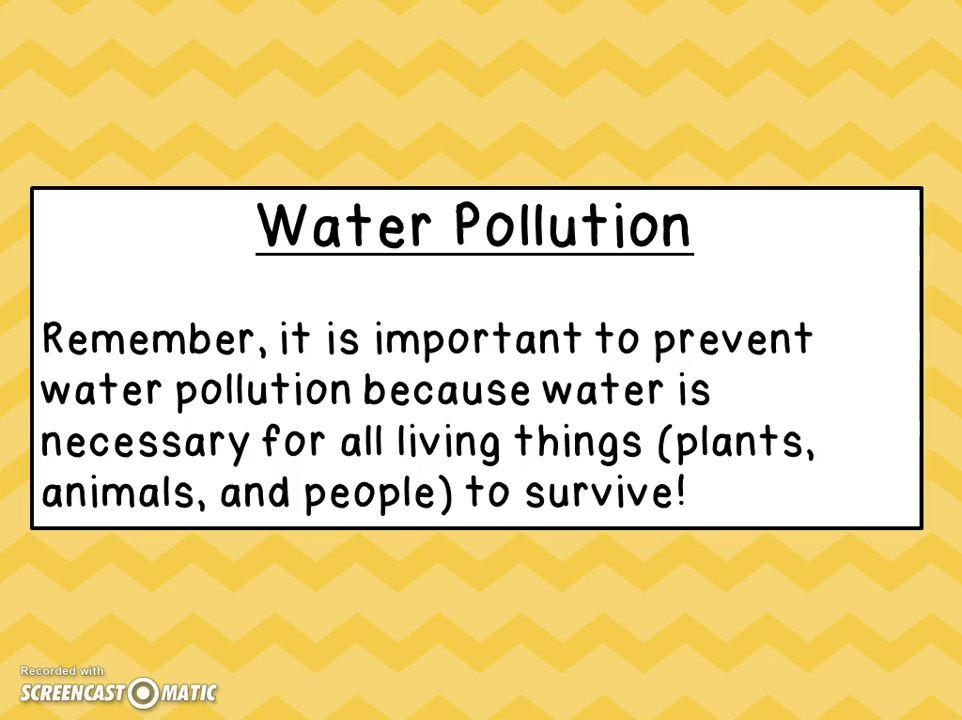 Water Pollution
Remember, it is important to prevent
water pollution because water is
necessary for all living things (plants,
animals, and people) to survive!
Recorded with
SCREENCAST MATIC